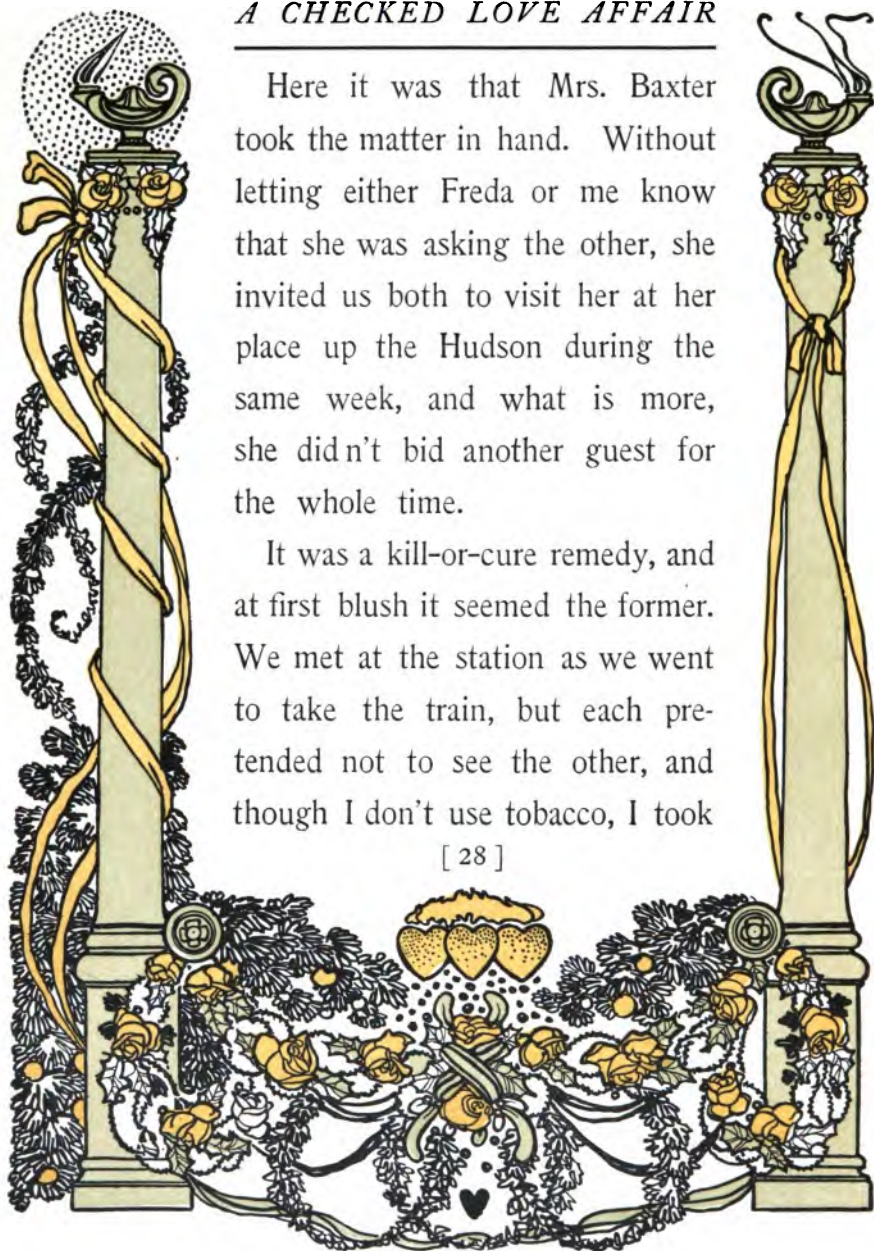 A CHECKED LOVE AFFAIR
Here it was that Mrs. Baxter
took the matter in hand. Without
letting either Freda or me know
that she was asking the other, she
invited us both to visit her at her
place up the Hudson during the
same week, and what is more,
she didn't bid another guest for
the whole time.
It was a kill-or-cure remedy, and
at first blush it seemed the former.
We met at the station as we went
to take the train, but each pre-
tended not to see the other, and
though I don't use tobacco, I took
[ 28 ]